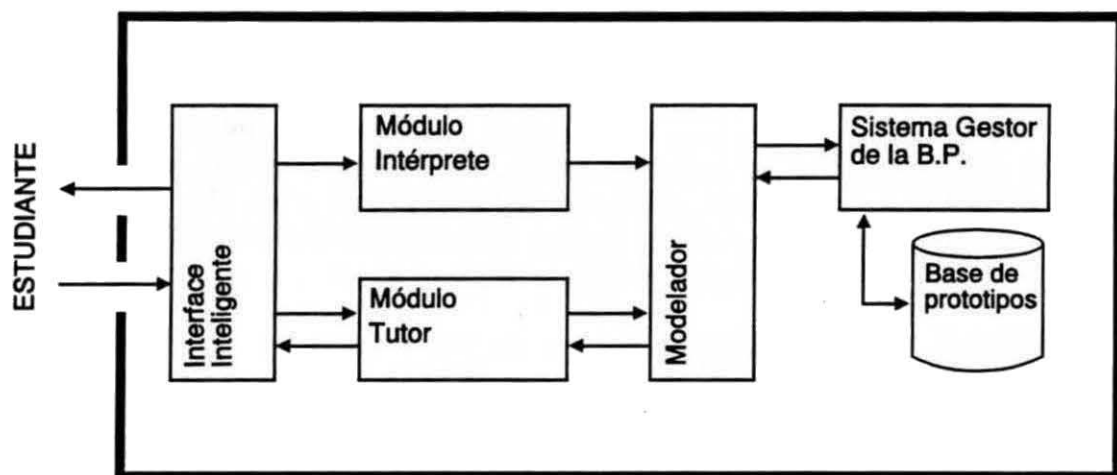 ESTUDIANTE
Interface
Inteligente
Módulo
Intérprete
Módulo
Tutor
Modelador
Sistema Gestor
de la B.P.
Base de
prototipos